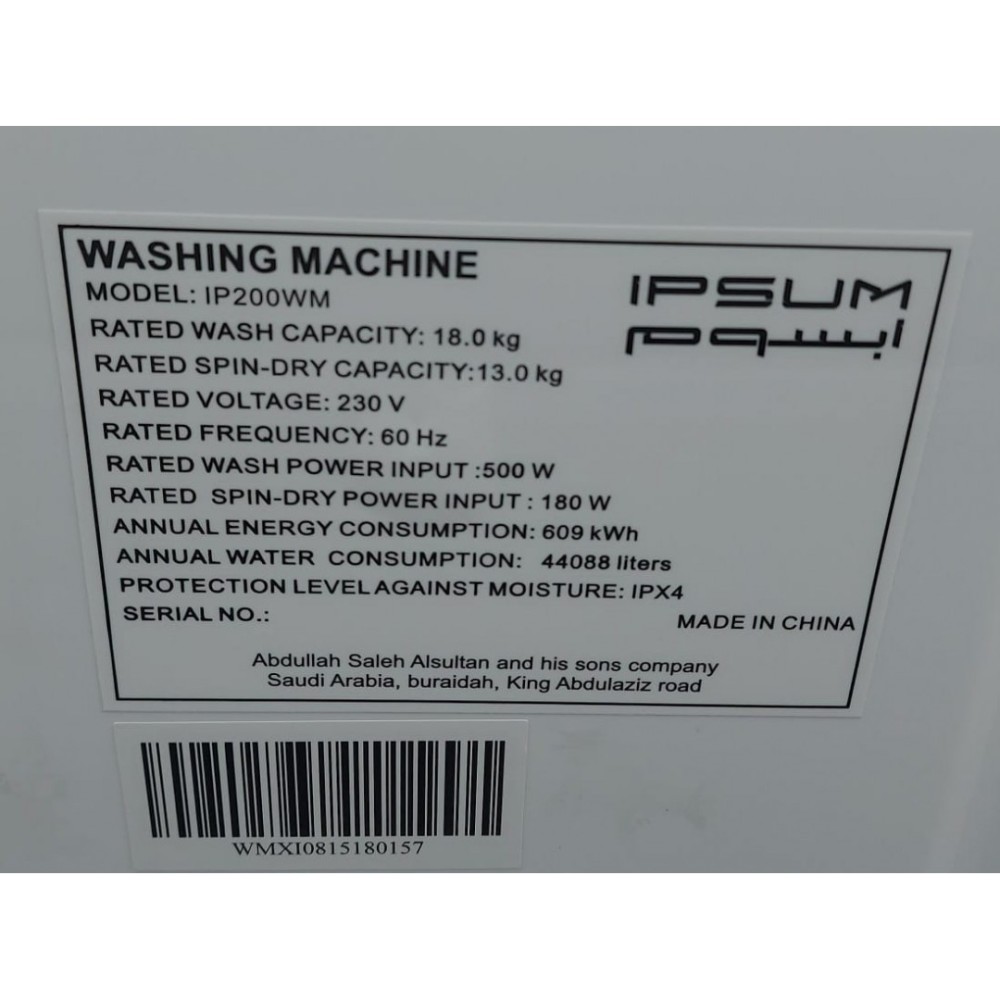 WASHING MACHINE
IPSUM
ابسوم
MODEL: IP200WM
RATED WASH CAPACITY: 18.0 kg
RATED SPIN-DRY CAPACITY:13.0 kg
RATED VOLTAGE: 230 V
RATED FREQUENCY: 60 Hz
RATED WASH POWER INPUT :500 W
RATED SPIN-DRY POWER INPUT : 180 W
ANNUAL ENERGY CONSUMPTION: 609 kWh
ANNUAL WATER CONSUMPTION: 44088 liters
PROTECTION LEVEL AGAINST MOISTURE: IPX4
SERIAL NO.:
MADE IN CHINA
Abdullah Saleh Alsultan and his sons company
Saudi Arabia, buraidah, King Abdulaziz road
WMXI0815180157